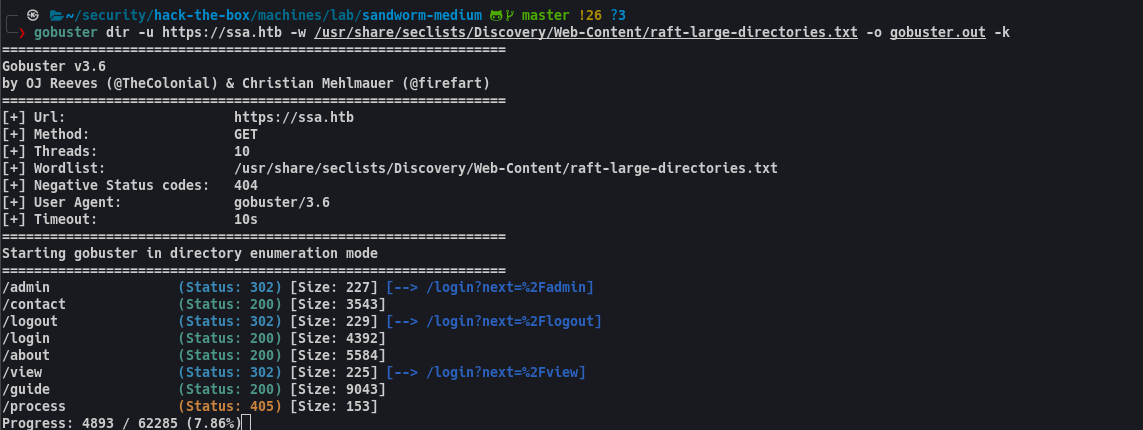 ~/security/hack-the-box/machines/lab/sandworm-medium master !26 ?3
❯ gobuster dir -u https://ssa.htb -w /usr/share/seclists/Discovery/Web-Content/raft-large-directories.txt -o gobuster.out -k
===============================================================
Gobuster v3.6
by OJ Reeves (@TheColonial) & Christian Mehlmauer (@firefart)
===============================================================
[+] Url:                     https://ssa.htb
[+] Method:                  GET
[+] Threads:                 10
[+] Wordlist:                /usr/share/seclists/Discovery/Web-Content/raft-large-directories.txt
[+] Negative Status codes:   404
[+] User Agent:              gobuster/3.6
[+] Timeout:                 10s
===============================================================
Starting gobuster in directory enumeration mode
===============================================================
/admin                (Status: 302) [Size: 227] [--> /login?next=%2Fadmin]
/contact              (Status: 200) [Size: 3543]
/logout               (Status: 302) [Size: 229] [--> /login?next=%2Flogout]
/login                (Status: 200) [Size: 4392]
/about                (Status: 200) [Size: 5584]
/view                 (Status: 302) [Size: 225] [--> /login?next=%2Fview]
/guide                (Status: 200) [Size: 9043]
/process              (Status: 405) [Size: 153]
Progress: 4893 / 62285 (7.86%)